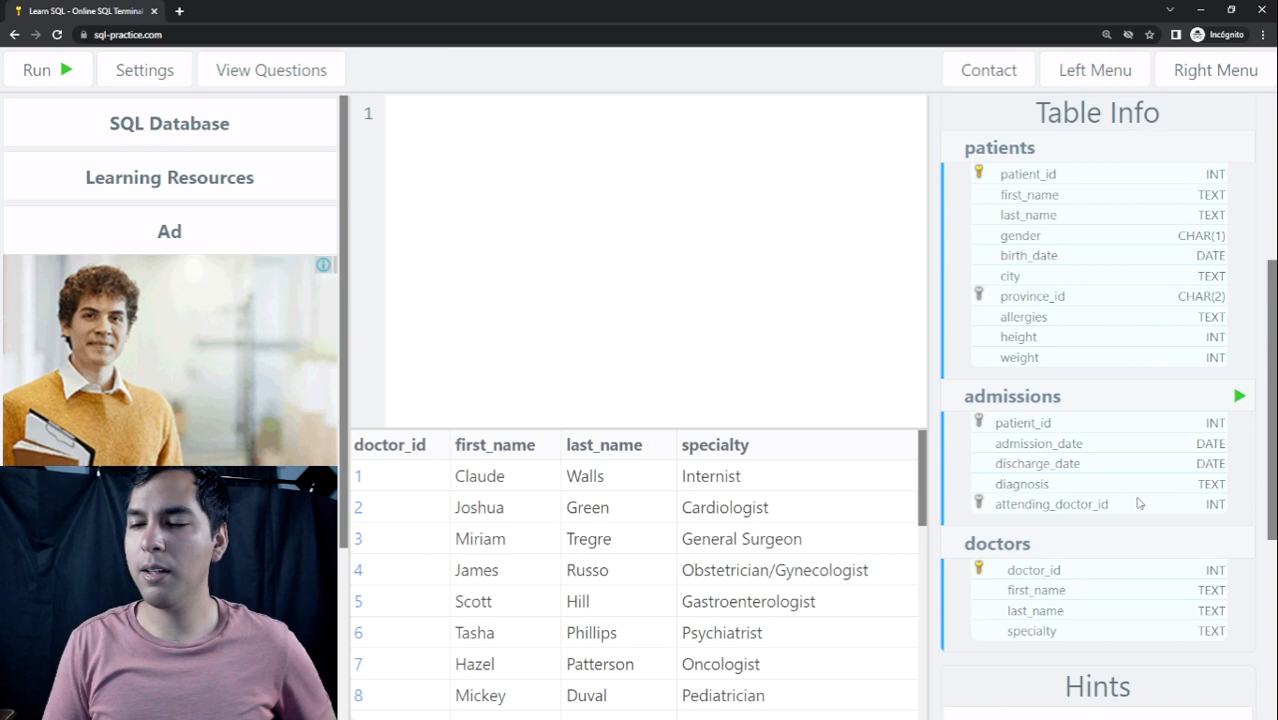 Learn SQL - Online SQL Terminal
sql-practice.com
Incógnito
Run
Settings
View Questions
Contact
Left Menu
Right Menu
SQL Database
Learning Resources
Ad
1
doctor_id first_name last_name specialty
1 Claude Walls Internist
2 Joshua Green Cardiologist
3 Miriam Tregre General Surgeon
4 James Russo Obstetrician/Gynecologist
5 Scott Hill Gastroenterologist
6 Tasha Phillips Psychiatrist
7 Hazel Patterson Oncologist
8 Mickey Duval Pediatrician
Table Info
patients
patient_id INT
first_name TEXT
last_name TEXT
gender CHAR(1)
birth_date DATE
city TEXT
province_id CHAR(2)
allergies TEXT
height INT
weight INT
admissions
patient_id INT
admission_date DATE
discharge_date DATE
diagnosis TEXT
attending_doctor_id INT
doctors
doctor_id INT
first_name TEXT
last_name TEXT
specialty TEXT
Hints